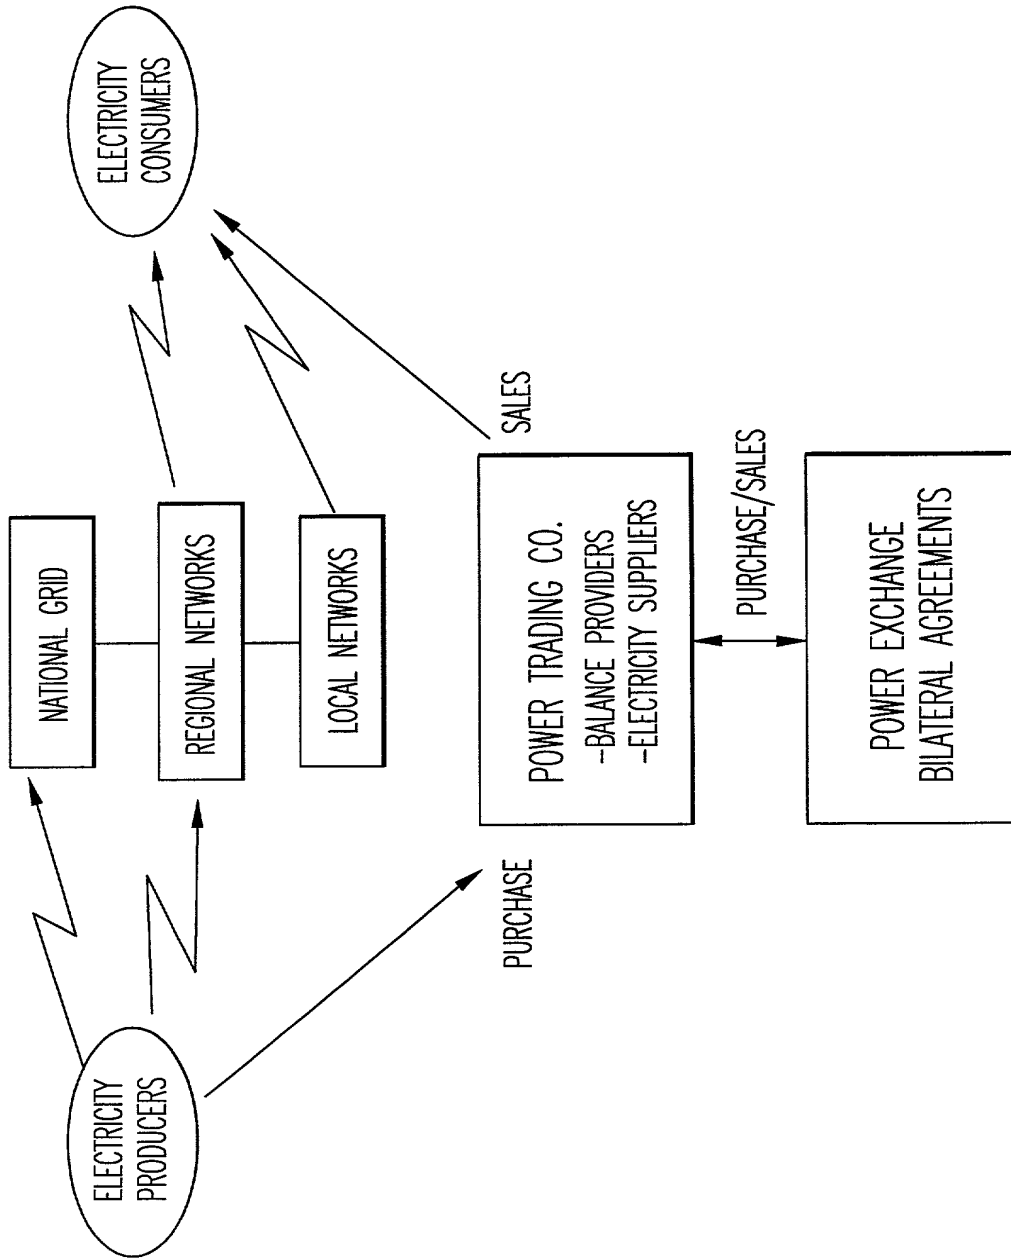 NATIONAL GRID
ELECTRICITY
PRODUCERS
REGIONAL NETWORKS
ELECTRICITY
CONSUMERS
LOCAL NETWORKS
PURCHASE
SALES
POWER TRADING CO.
-BALANCE PROVIDERS
-ELECTRICITY SUPPLIERS
PURCHASE/SALES
POWER EXCHANGE
BILATERAL AGREEMENTS